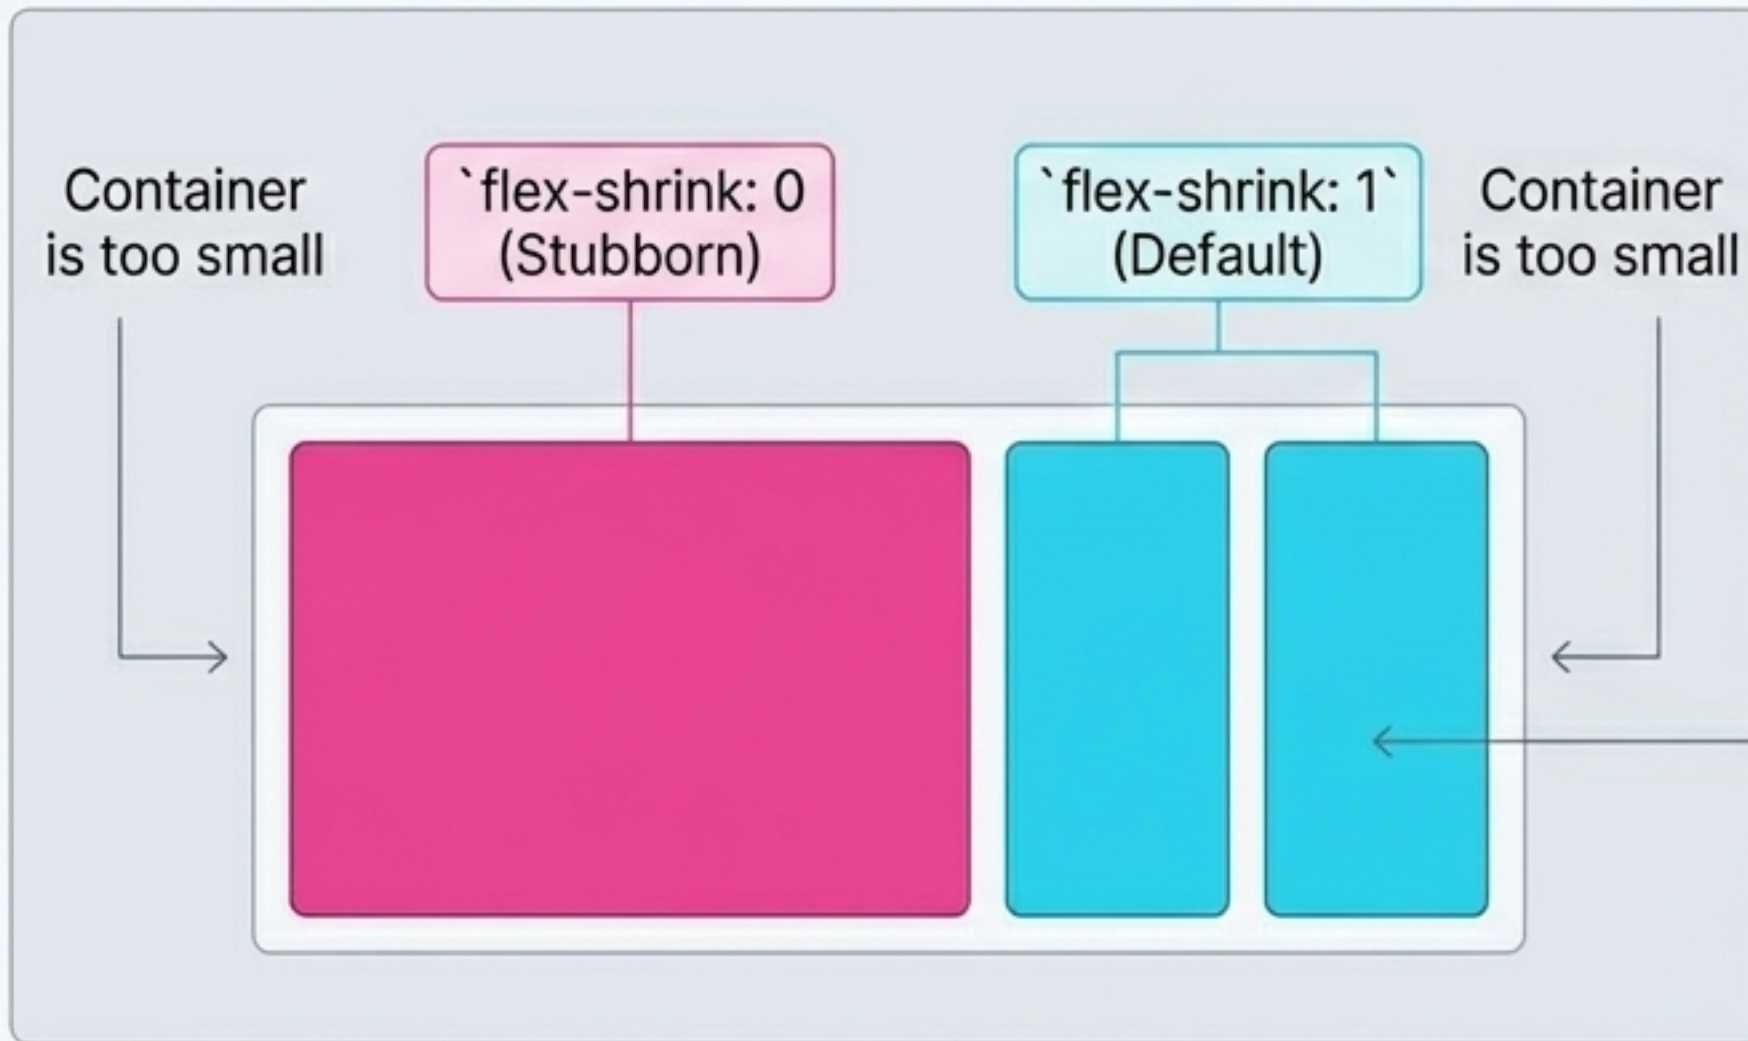 Container
is too small
`flex-shrink: 0
(Stubborn)
`flex-shrink: 1`
(Default)
Container
is too small